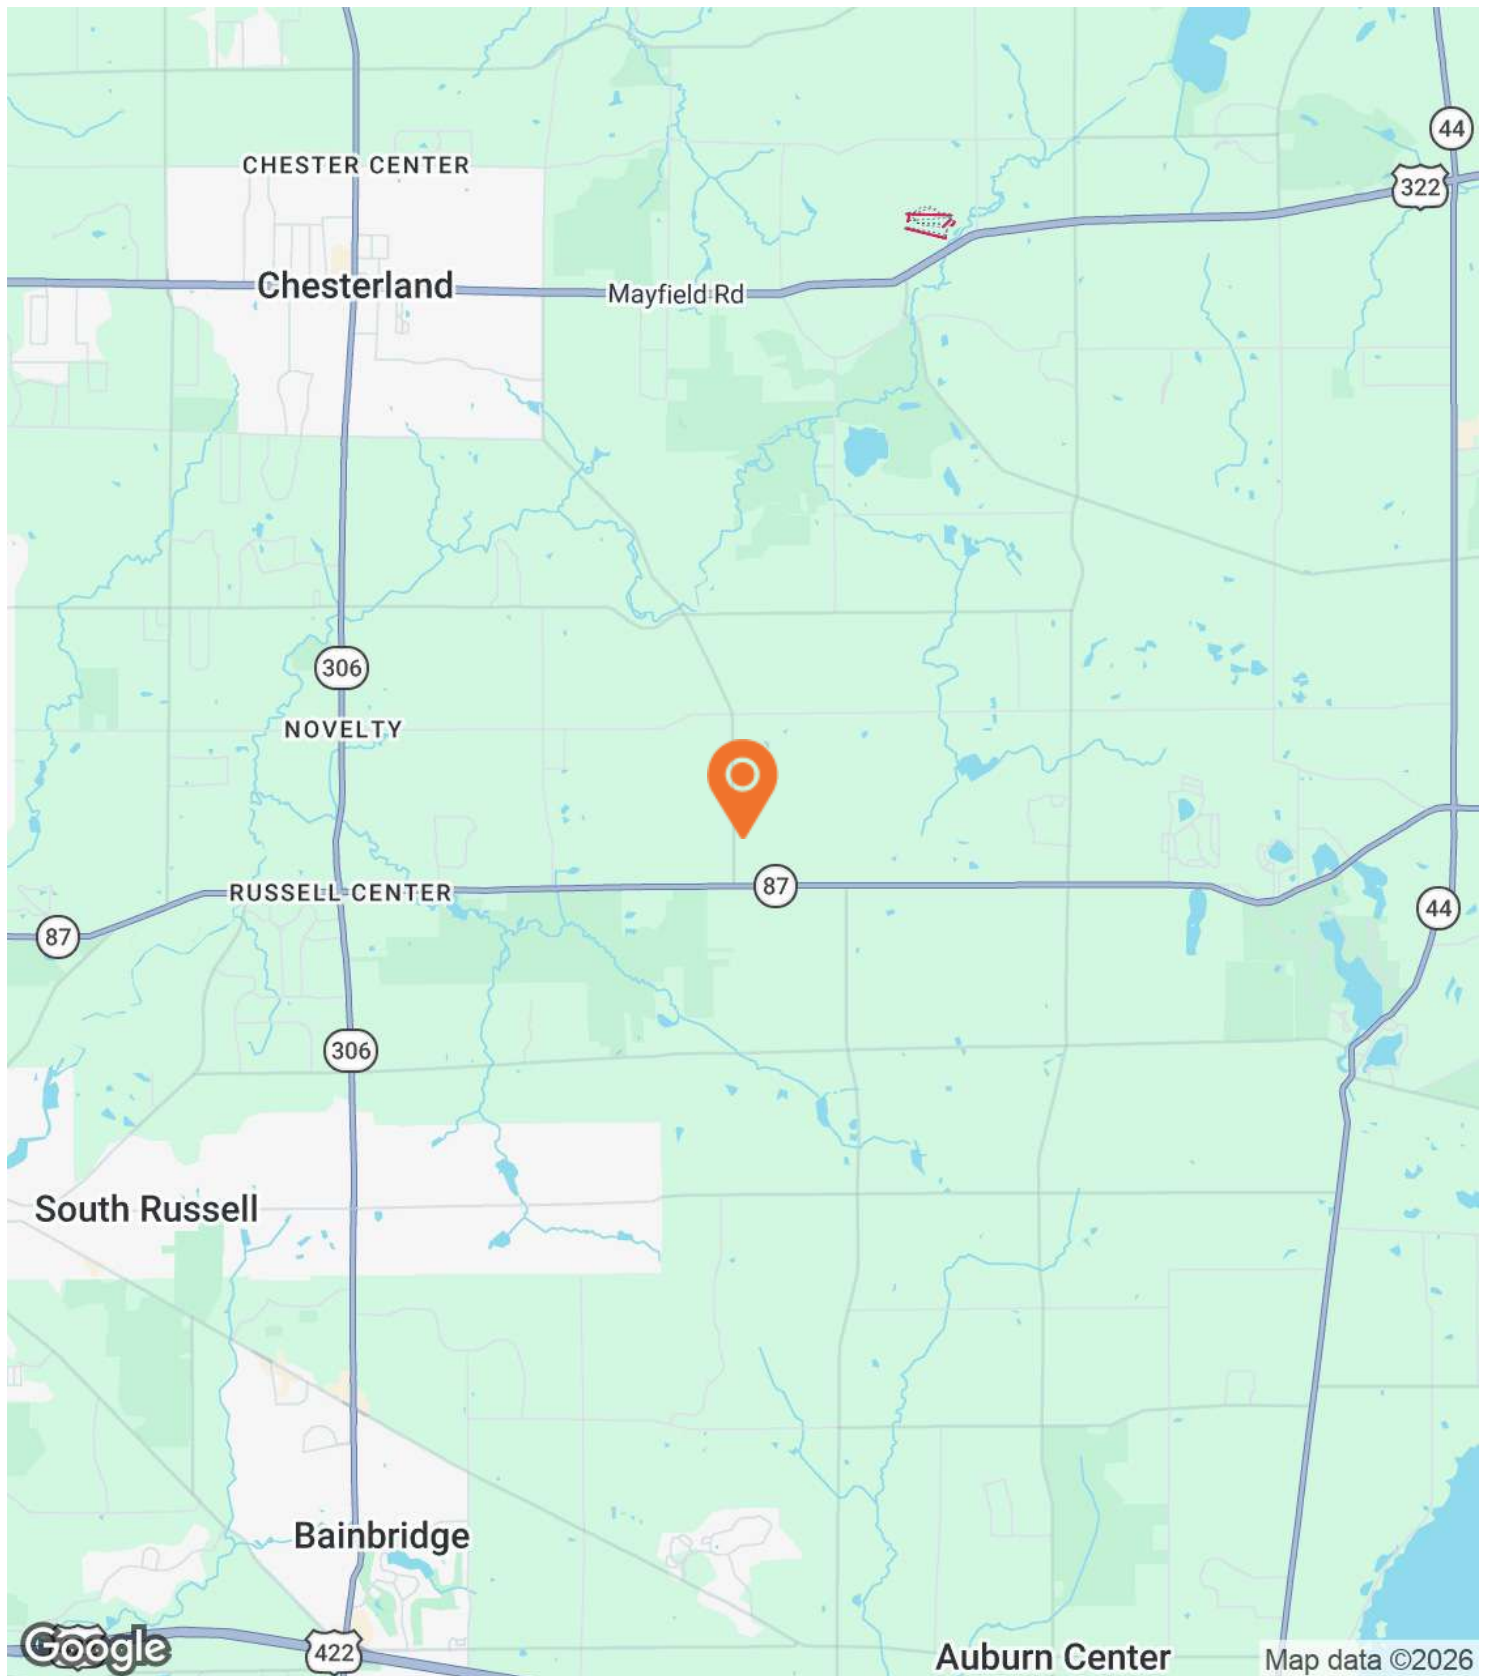 44
322
CHESTER CENTER
Chesterland
Mayfield Rd
306
NOVELTY
87
RUSSELL CENTER
87
44
306
South Russell
Bainbridge
Google
422
Auburn Center
Map data ©2026